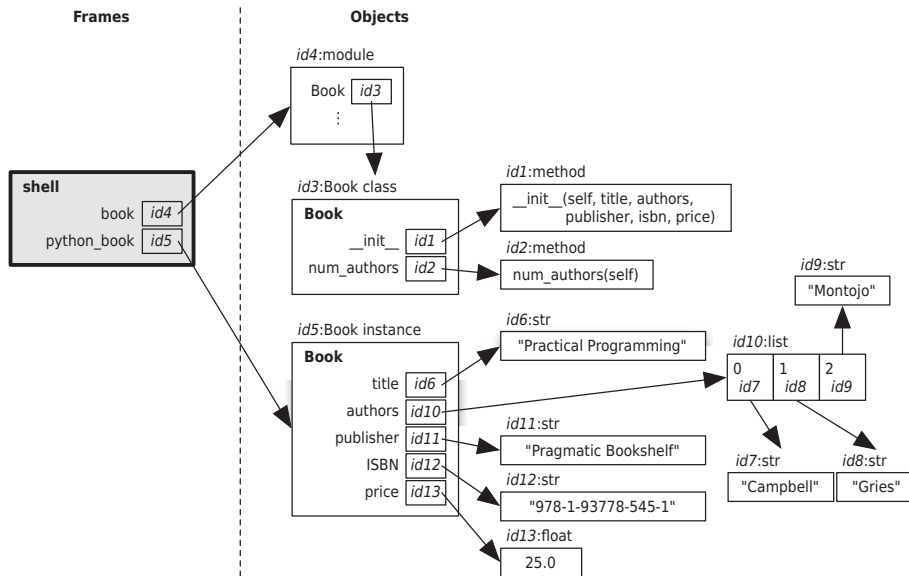 Frames
Objects
id4:module
Book id3
⋮
shell
book id4
python_book id5
id3:Book class
Book
__init__ id1
num_authors id2
id1:method
__init__(self, title, authors,
publisher, isbn, price)
id2:method
num_authors(self)
id9:str
"Montojo"
id5:Book instance
Book
title id6
authors id10
publisher id11
ISBN id12
price id13
id6:str
"Practical Programming"
id10:list
0 1 2
id7 id8 id9
id11:str
"Pragmatic Bookshelf"
id7:str
"Campbell"
id8:str
"Gries"
id12:str
"978-1-93778-545-1"
id13:float
25.0